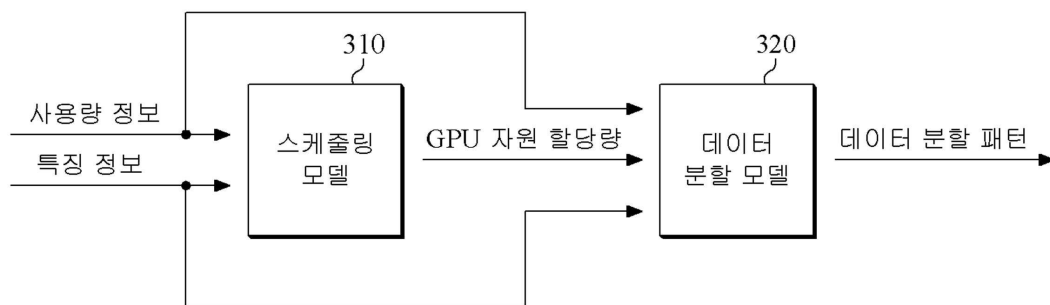 310
320
사용량 정보
특징 정보
스케줄링
모델
GPU 자원 할당량
데이터
분할 모델
데이터 분할 패턴